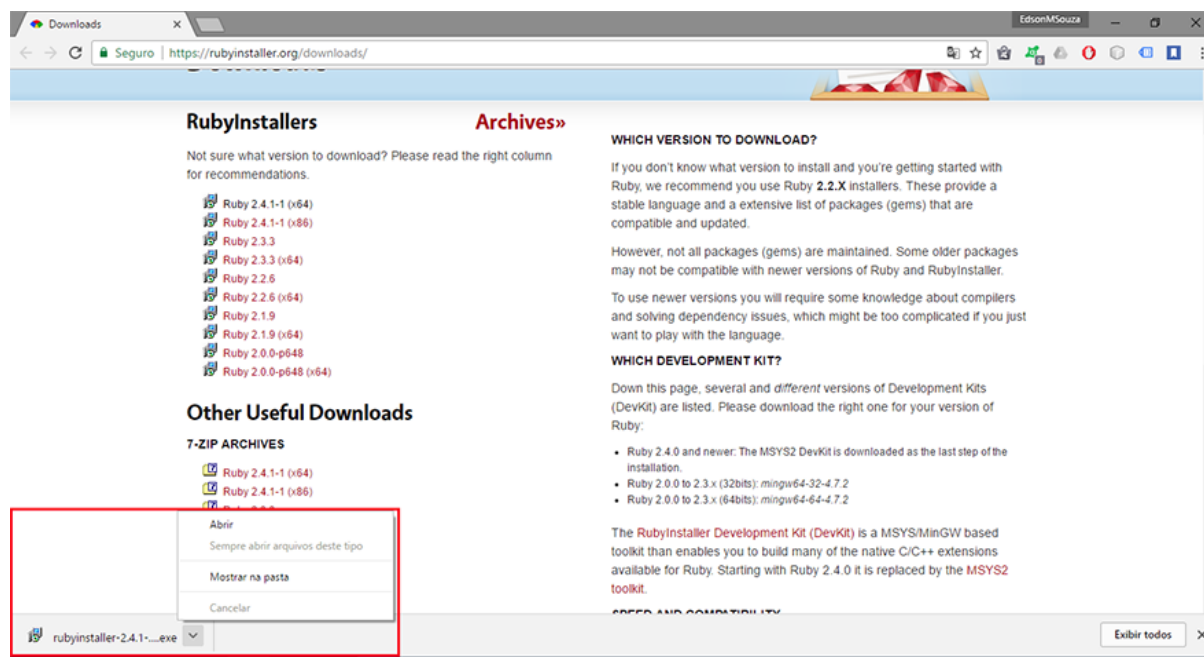 Downloads
EdsonMSouza
Seguro | https://rubyinstaller.org/downloads/
RubyInstallers
Archives»
Not sure what version to download? Please read the right column
for recommendations.
Ruby 2.4.1-1 (x64)
Ruby 2.4.1-1 (x86)
Ruby 2.3.3
Ruby 2.3.3 (x64)
Ruby 2.2.6
Ruby 2.2.6 (x64)
Ruby 2.1.9
Ruby 2.1.9 (x64)
Ruby 2.0.0-p648
Ruby 2.0.0-p648 (x64)
Other Useful Downloads
7-ZIP ARCHIVES
Ruby 2.4.1-1 (x64)
Ruby 2.4.1-1 (x86)
WHICH VERSION TO DOWNLOAD?
If you don't know what version to install and you're getting started with
Ruby, we recommend you use Ruby 2.2.X installers. These provide a
stable language and a extensive list of packages (gems) that are
compatible and updated.
However, not all packages (gems) are maintained. Some older packages
may not be compatible with newer versions of Ruby and RubyInstaller.
To use newer versions you will require some knowledge about compilers
and solving dependency issues, which might be too complicated if you just
want to play with the language.
WHICH DEVELOPMENT KIT?
Down this page, several and different versions of Development Kits
(DevKit) are listed. Please download the right one for your version of
Ruby:
• Ruby 2.4.0 and newer: The MSYS2 DevKit is downloaded as the last step of the
installation.
• Ruby 2.0.0 to 2.3.x (32bits): mingw64-32-4.7.2
• Ruby 2.0.0 to 2.3.x (64bits): mingw64-64-4.7.2
The RubyInstaller Development Kit (DevKit) is a MSYS/MinGW based
toolkit than enables you to build many of the native C/C++ extensions
available for Ruby. Starting with Ruby 2.4.0 it is replaced by the MSYS2
toolkit.
SPEED AND COMPATIBILITY
Abrir
Sempre abrir arquivos deste tipo
Mostrar na pasta
Cancelar
rubyinstaller-2.4.1-....exe
Exibir todos